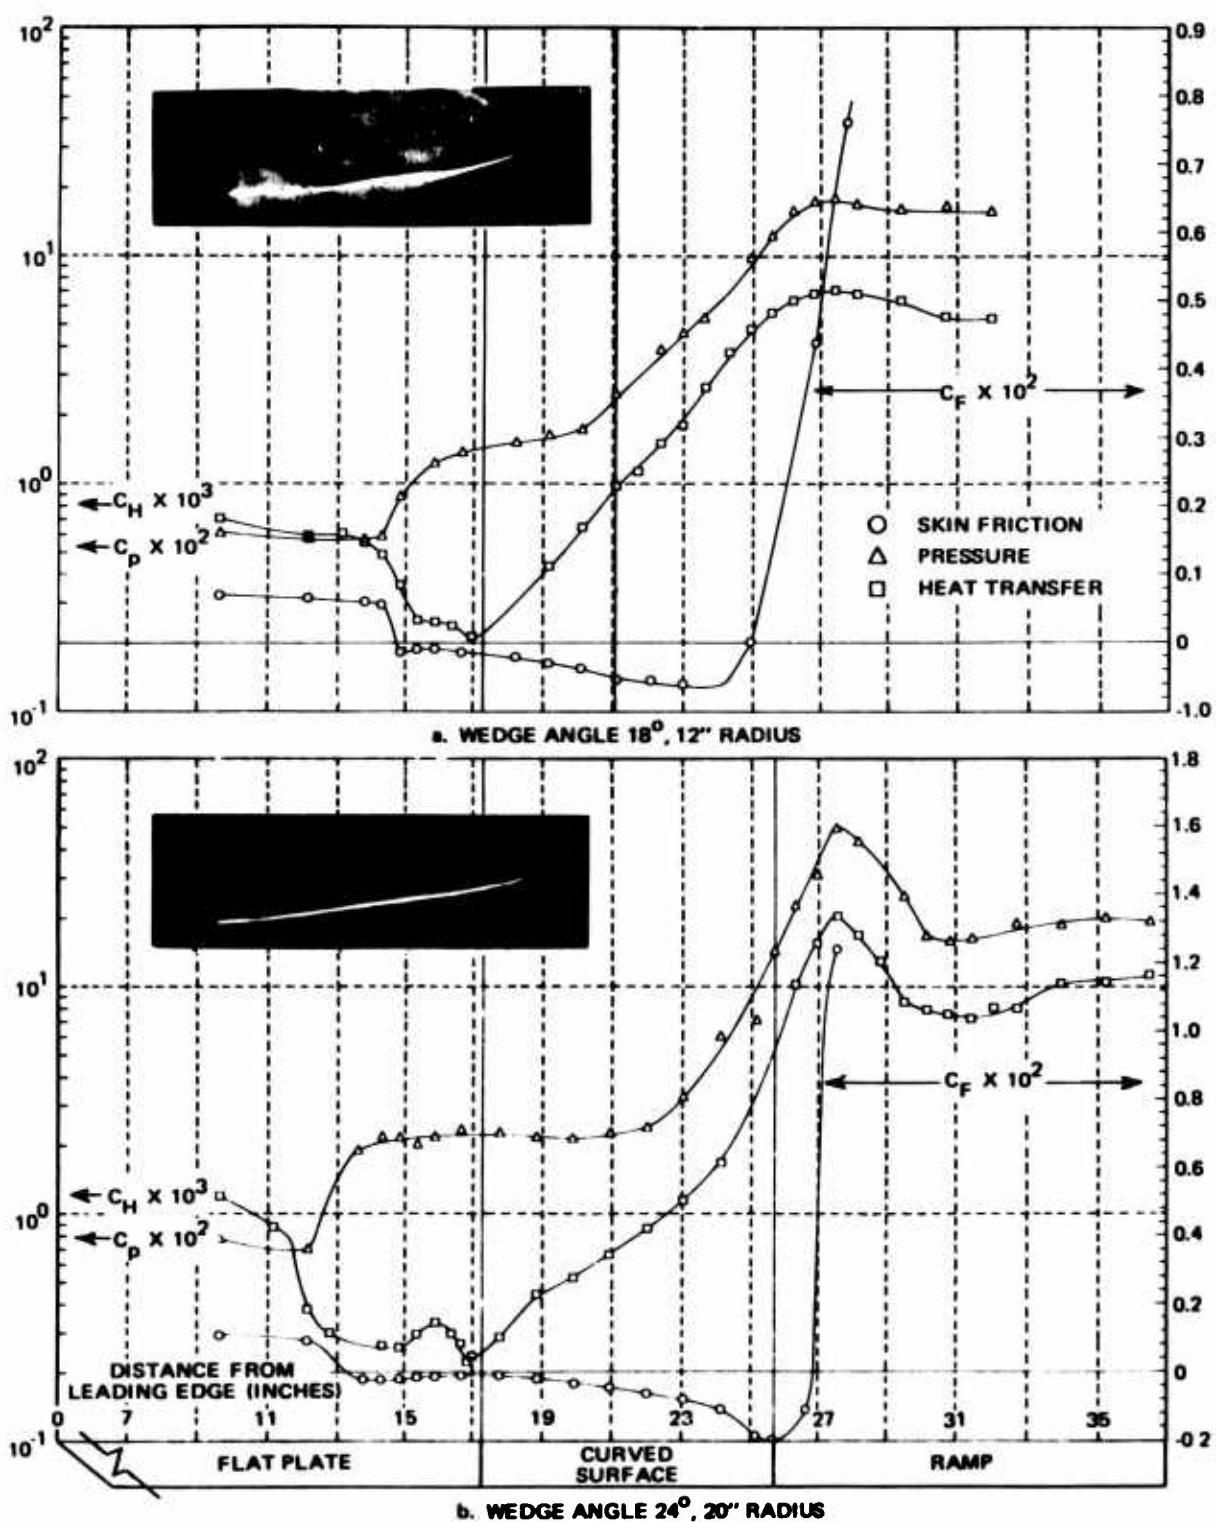 10²
0.9
0.8
0.7
0.6
10¹
0.5
0.4
C_F X 10²
0.3
10⁰
C_H X 10³
0.2
SKIN FRICTION
C_p X 10²
PRESSURE
0.1
HEAT TRANSFER
0
10⁻¹
-1.0
a. WEDGE ANGLE 18°, 12" RADIUS
10²
1.8
1.6
1.4
1.2
10¹
1.0
C_F X 10²
0.8
0.6
C_H X 10³
10⁰
0.4
C_p X 10²
0.2
DISTANCE FROM
0
LEADING EDGE (INCHES)
0 7 11 15 19 23 27 31 35
10⁻¹
-0.2
FLAT PLATE
CURVED
SURFACE
RAMP
b. WEDGE ANGLE 24°, 20" RADIUS